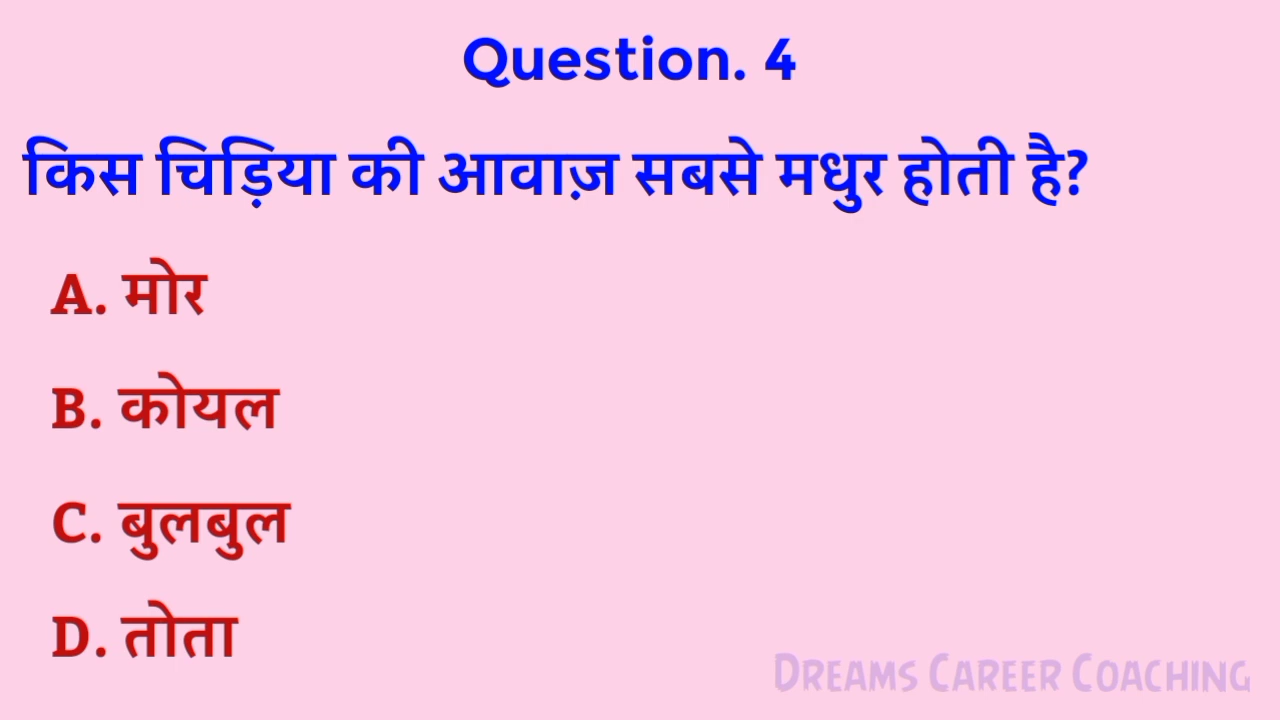 Question. 4
किस चिड़िया की आवाज़ सबसे मधुर होती है?
A. मोर
B. कोयल
C. बुलबुल
D. तोता
DREAMS CAREER COACHING